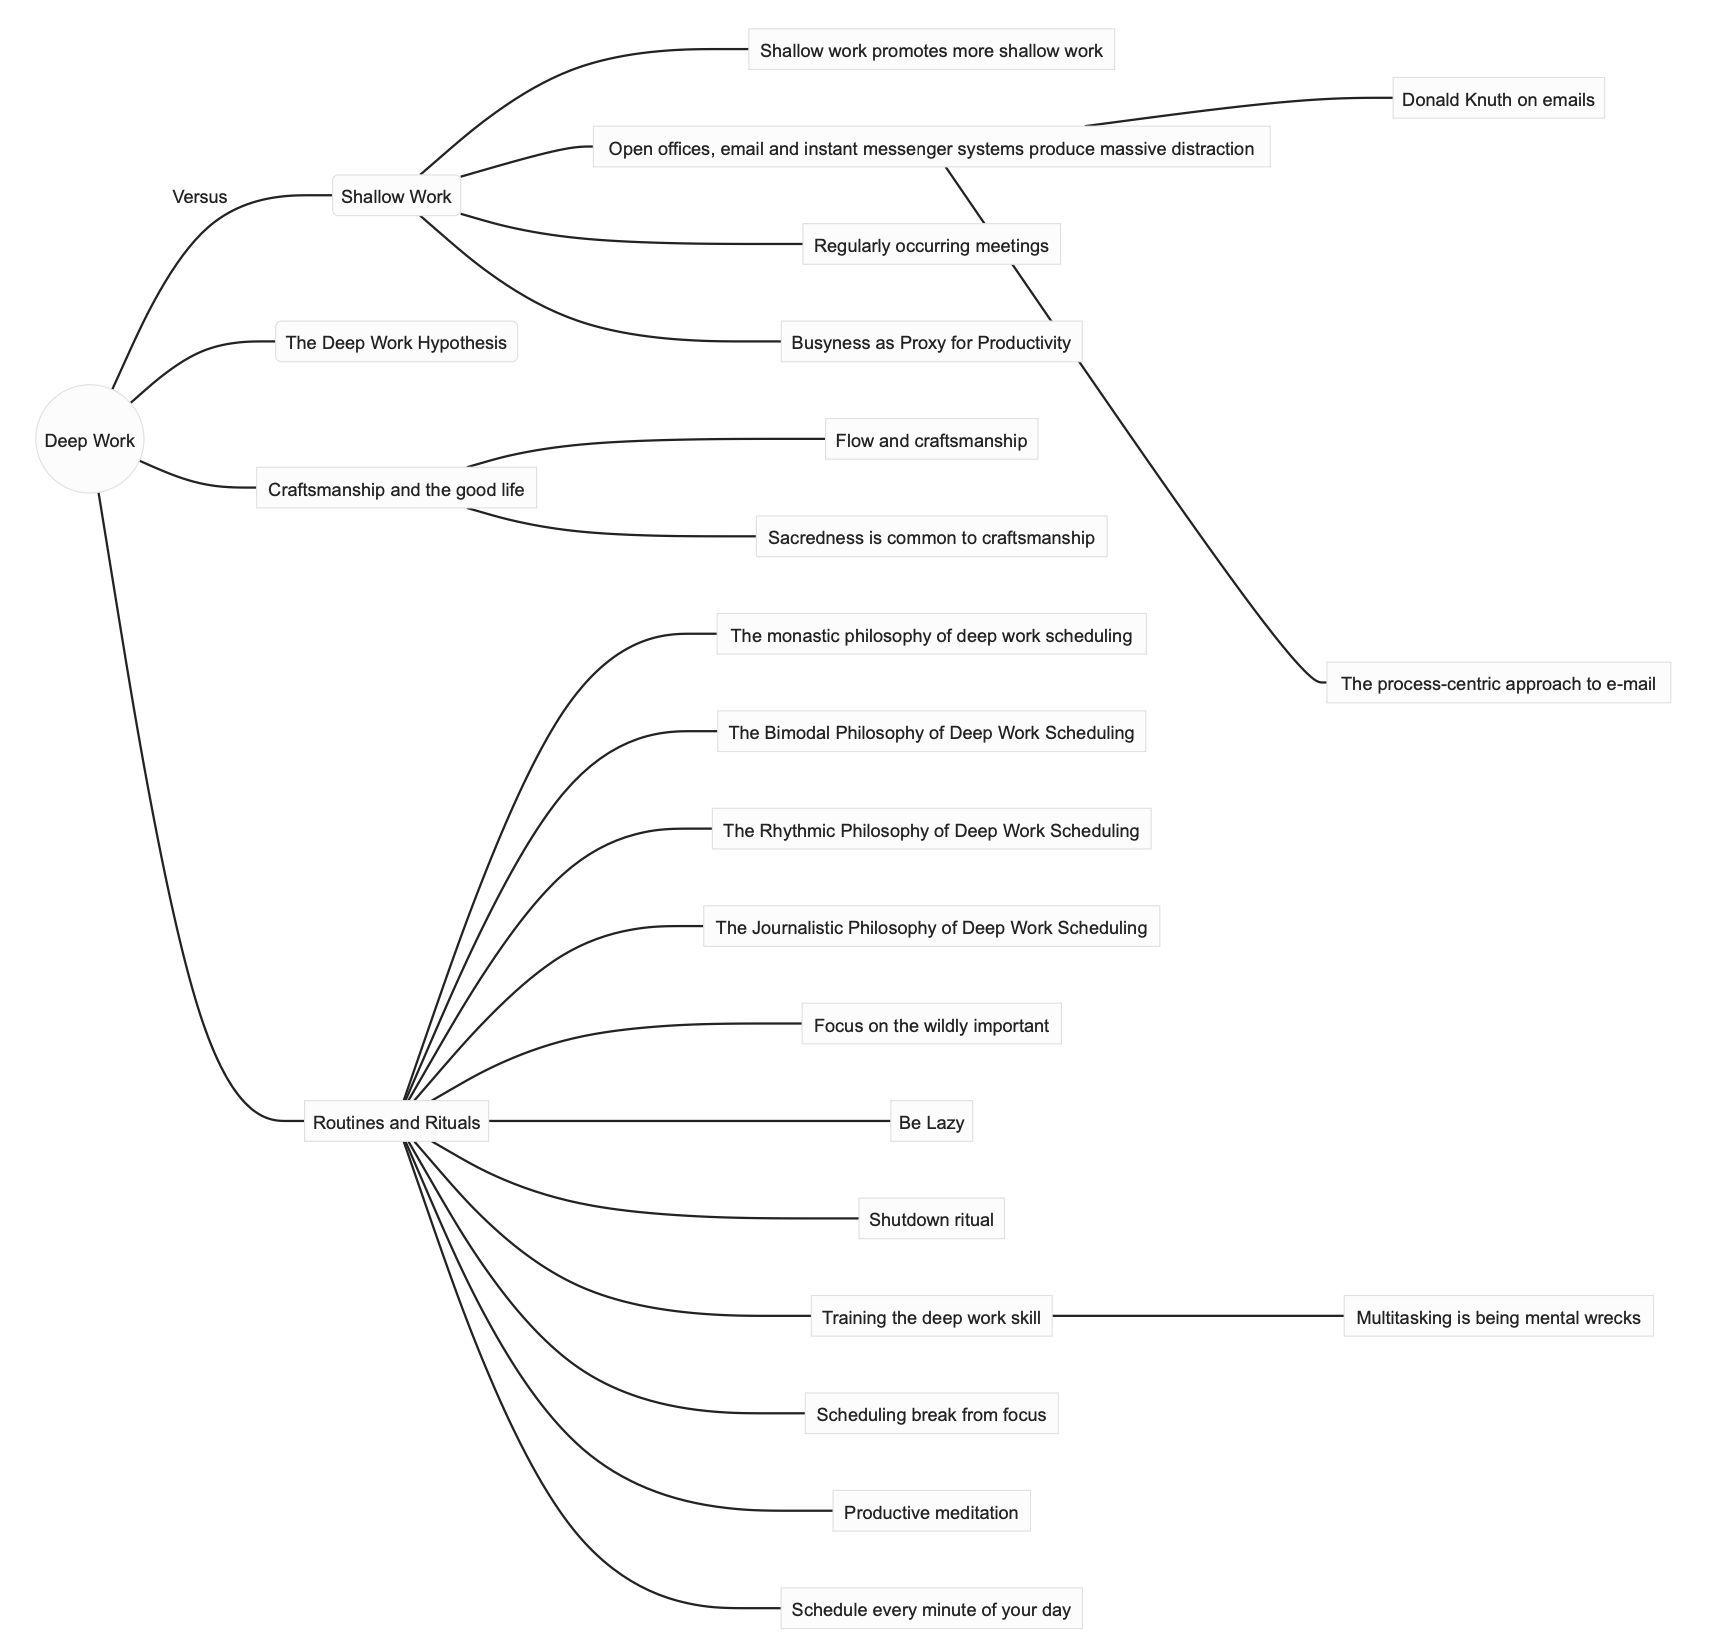 Shallow work promotes more shallow work
Donald Knuth on emails
Open offices, email and instant messenger systems produce massive distraction
Versus
Shallow Work
Regularly occurring meetings
The Deep Work Hypothesis
Busyness as Proxy for Productivity
Deep Work
Flow and craftsmanship
Craftsmanship and the good life
Sacredness is common to craftsmanship
The monastic philosophy of deep work scheduling
The process-centric approach to e-mail
The Bimodal Philosophy of Deep Work Scheduling
The Rhythmic Philosophy of Deep Work Scheduling
The Journalistic Philosophy of Deep Work Scheduling
Focus on the wildly important
Routines and Rituals
Be Lazy
Shutdown ritual
Training the deep work skill
Multitasking is being mental wrecks
Scheduling break from focus
Productive meditation
Schedule every minute of your day